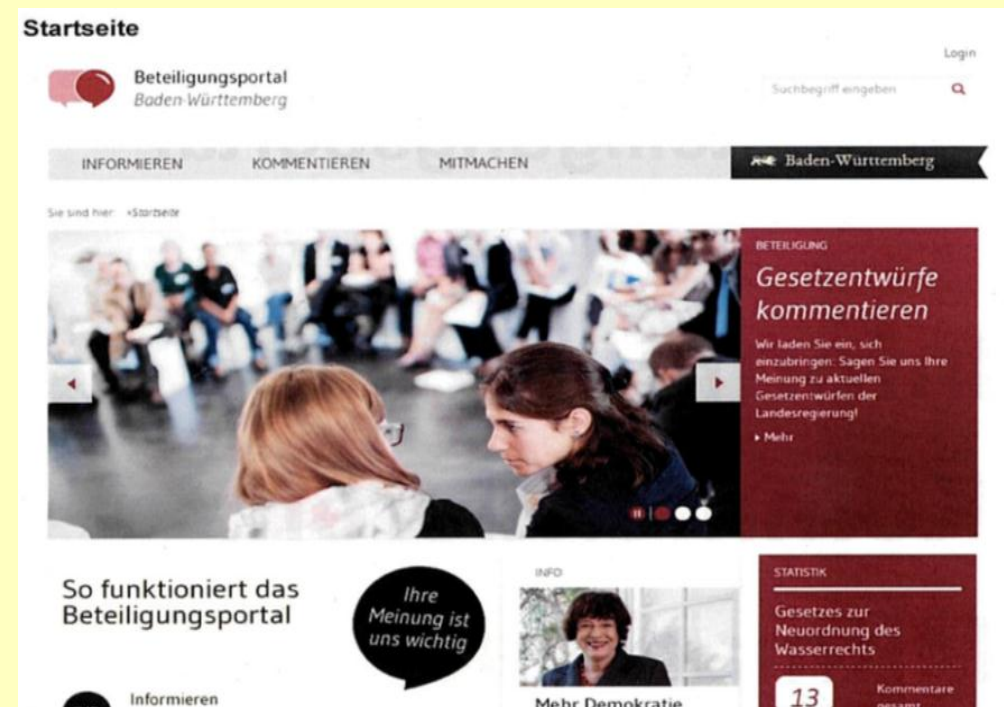 Startseite
Login
Beteiligungsportal
Baden-Württemberg
Suchbegriff eingeben
INFORMIEREN KOMMENTIEREN MITMACHEN
Baden-Württemberg
Sie sind hier: »Startseite
BETEILIGUNG
Gesetzentwürfe
kommentieren
Wir laden Sie ein, sich
einzubringen: Sagen Sie uns Ihre
Meinung zu aktuellen
Gesetzentwürfen der
Landesregierung!
Mehr
So funktioniert das
Beteiligungsportal
Ihre
Meinung ist
uns wichtig
Informieren
INFO
Mehr Demokratie
STATISTIK
Gesetzes zur
Neuordnung des
Wasserrechts
13 Kommentare